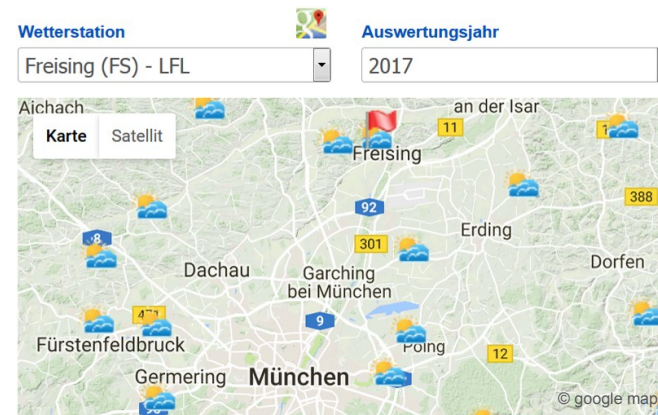 Wetterstation
Auswertungsjahr
Freising (FS) - LFL
2017
Aichach
an der Isar
Karte
Satellit
11
Freising
388
92
8
301
Erding
Dachau
Garching
bei München
Dorfen
9
Fürstenfeldbruck
Poing
12
Germering
München
© google map